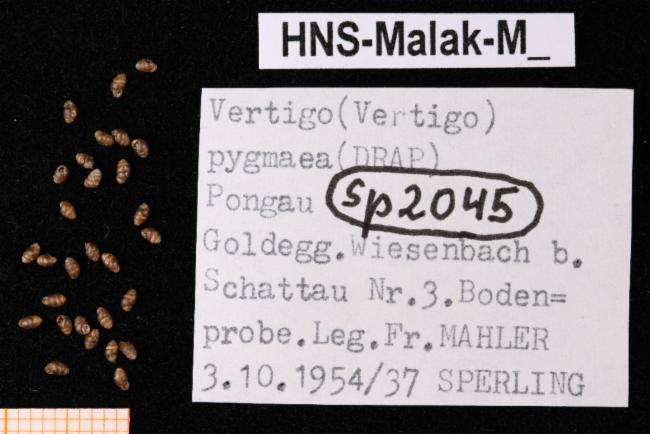 HNS-Malak-M_
Vertigo(Vertigo)
pygmaea(DRAP)
Pongau sp2045
Goldegg.Wiesenbach b.
Schattau Nr.3.Boden=
probe.Leg.Fr.MAHLER
3.10.1954/37 SPERLING